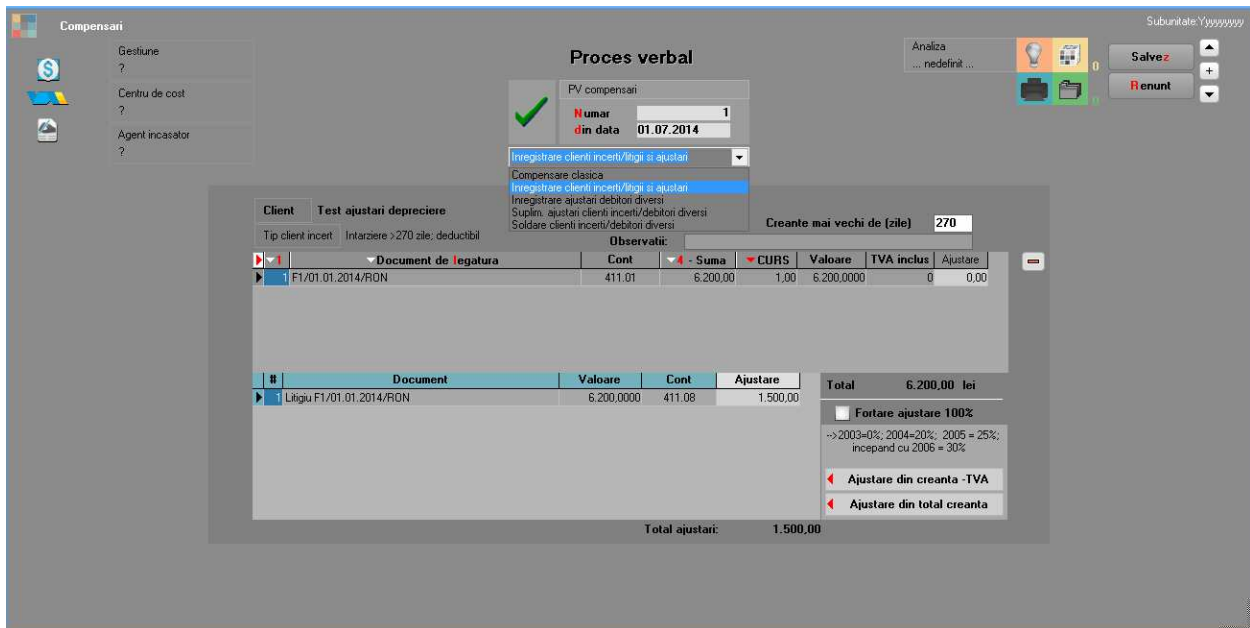 Compensari
Subunitate:Yyyyyyyy
Gestiune
?
Centru de cost
?
Agent incasator
?
Proces verbal
PV compensari
Numar 1
din data 01.07.2014
Analiza
... nedefinit ...
0
0
Salvez
+
Renunt
Inregistrare clienti incerti/litigii si ajustari
Compensare clasica
Inregistrare clienti incerti/litigii si ajustari
Inregistrare ajustari debitori diversi
Suplim. ajustari clienti incerti/debitori diversi
Soldare clienti incerti/debitori diversi
Client Test ajustari depreciere
Creante mai vechi de (zile) 270
Tip client incert Intarziere >270 zile; deductibil
Observatii:
1 Document de legatura Cont 4 - Suma CURS Valoare TVA inclus Ajustare
1 F1/01.01.2014/RON 411.01 6.200,00 1,00 6.200,0000 0 0,00
# Document Valoare Cont Ajustare
1 Litigiu F1/01.01.2014/RON 6.200,0000 411.08 1.500,00
Total 6.200,00 lei
Fortare ajustare 100%
-->2003=0%; 2004=20%; 2005 = 25%;
incepand cu 2006 = 30%
Ajustare din creanta -TVA
Ajustare din total creanta
Total ajustari: 1.500,00